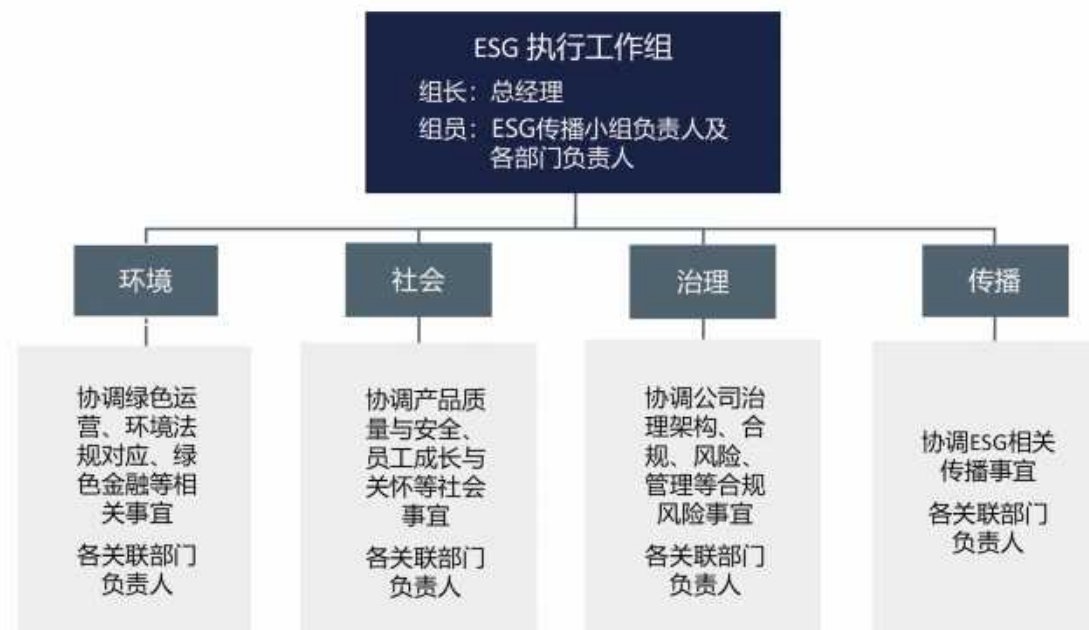 ESG 执行工作组
组长：总经理
组员：ESG传播小组负责人及
各部门负责人
环境
社会
治理
传播
协调绿色运
营、环境法
规对应、绿
色金融等相
关事宜
各关联部门
负责人
协调产品质
量与安全、
员工成长与
关怀等社会
事宜
各关联部门
负责人
协调公司治
理架构、合
规、风险、
管理等合规
风险事宜
各关联部门
负责人
协调ESG相关
传播事宜
各关联部门
负责人